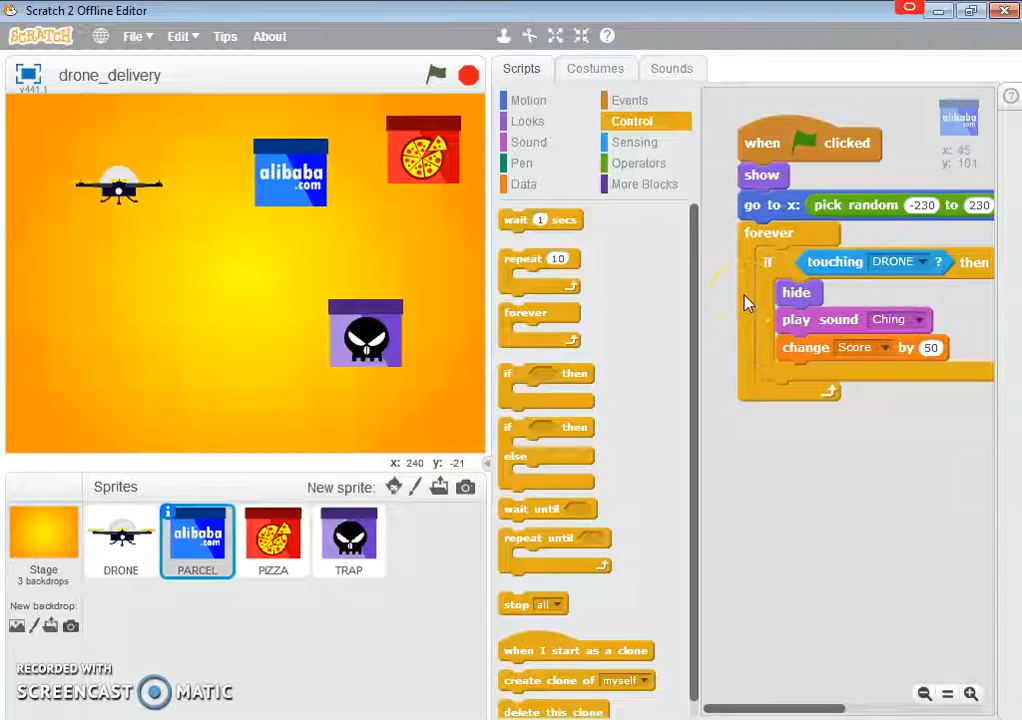 Scratch 2 Offline Editor
SCRATCH File Edit Tips About
drone_delivery
v441.1
alibaba
.com
x: 240 y: -21
Sprites New sprite:
Stage
3 backdrops
New backdrop:
DRONE
alibaba
.com
PARCEL
PIZZA
TRAP
RECORDED WITH
SCREENCAST MATIC
Scripts Costumes Sounds
Motion Events
Looks Control
Sound Sensing
Pen Operators
Data More Blocks
wait 1 secs
repeat 10
forever
if then
if then
else
wait until
repeat until
stop all
when I start as a clone
create clone of myself
delete this clone
when clicked
show
go to x: pick random -230 to 230
forever
if touching DRONE ? then
hide
play sound Ching
change Score by 50
alibaba
.com
x: 45
y: 101